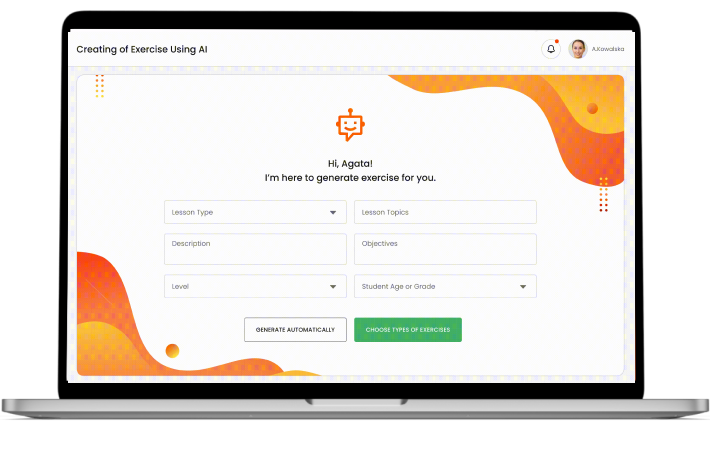 Creating of Exercise Using AI
A.Kowalska
Hi, Agata!
I'm here to generate exercise for you.
Lesson Type
Lesson Topics
Description
Objectives
Level
Student Age or Grade
GENERATE AUTOMATICALLY
CHOOSE TYPES OF EXERCISES